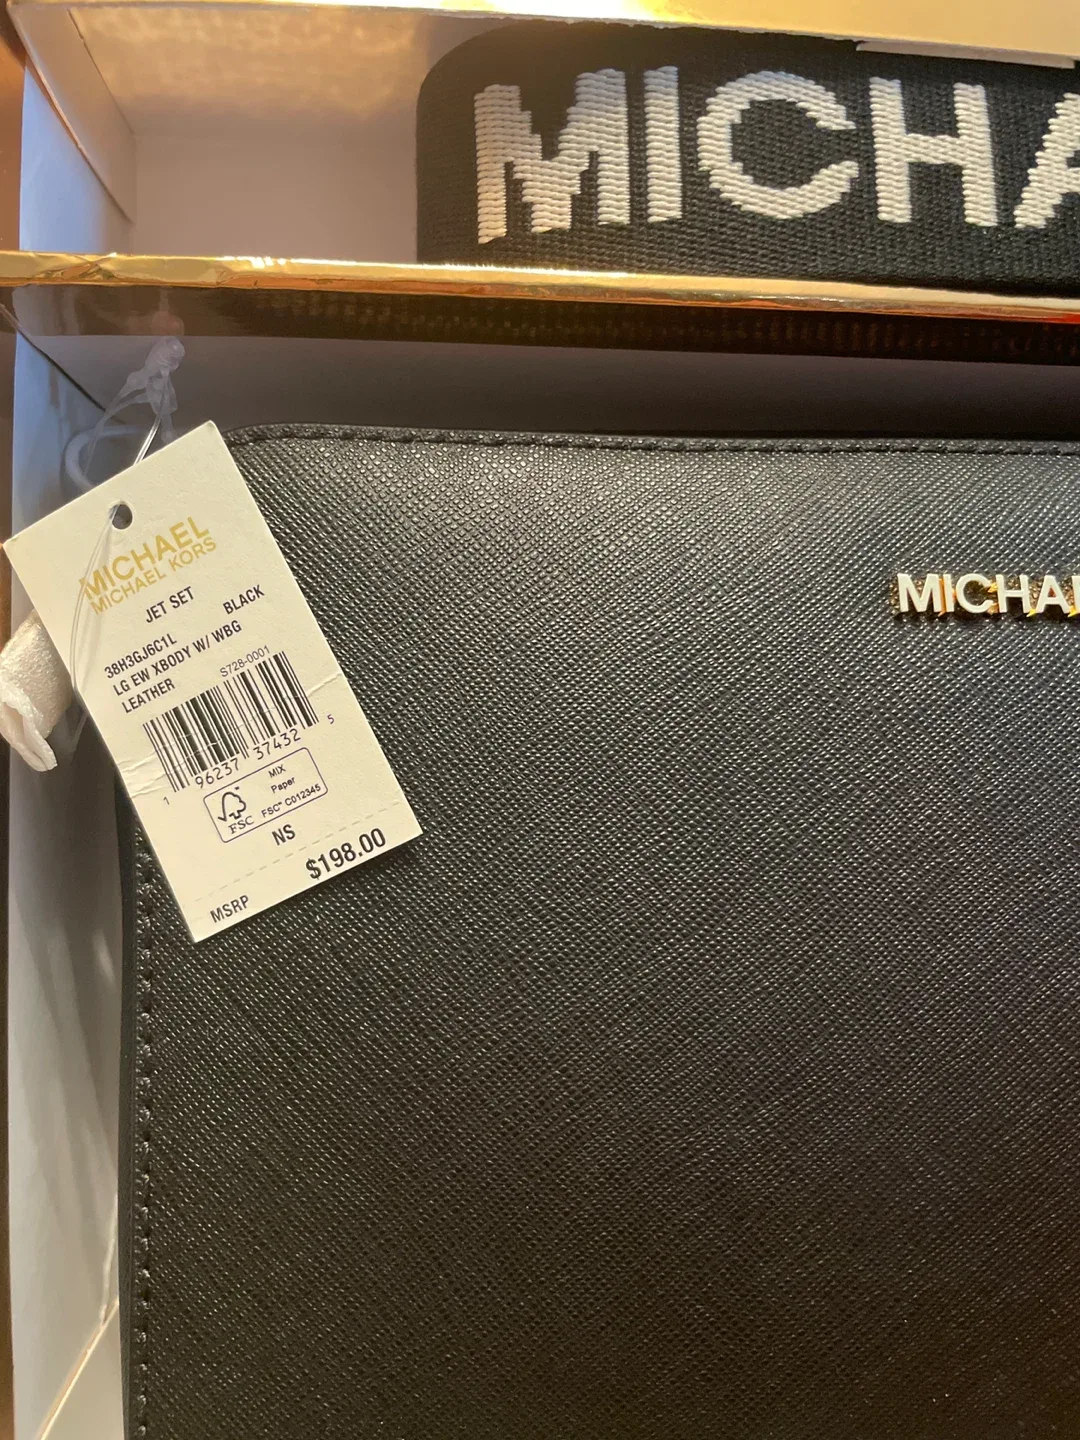 MICHA
MICHAE
MICHAEL
MICHAEL KORS
JET SET
38H3GJ6C1L BLACK
LG EW XBODY W/ WBG
LEATHER S728-0001
1 96237 37432 5
FSC
MIX
Paper
FSC™ C012345
NS
MSRP $198.00